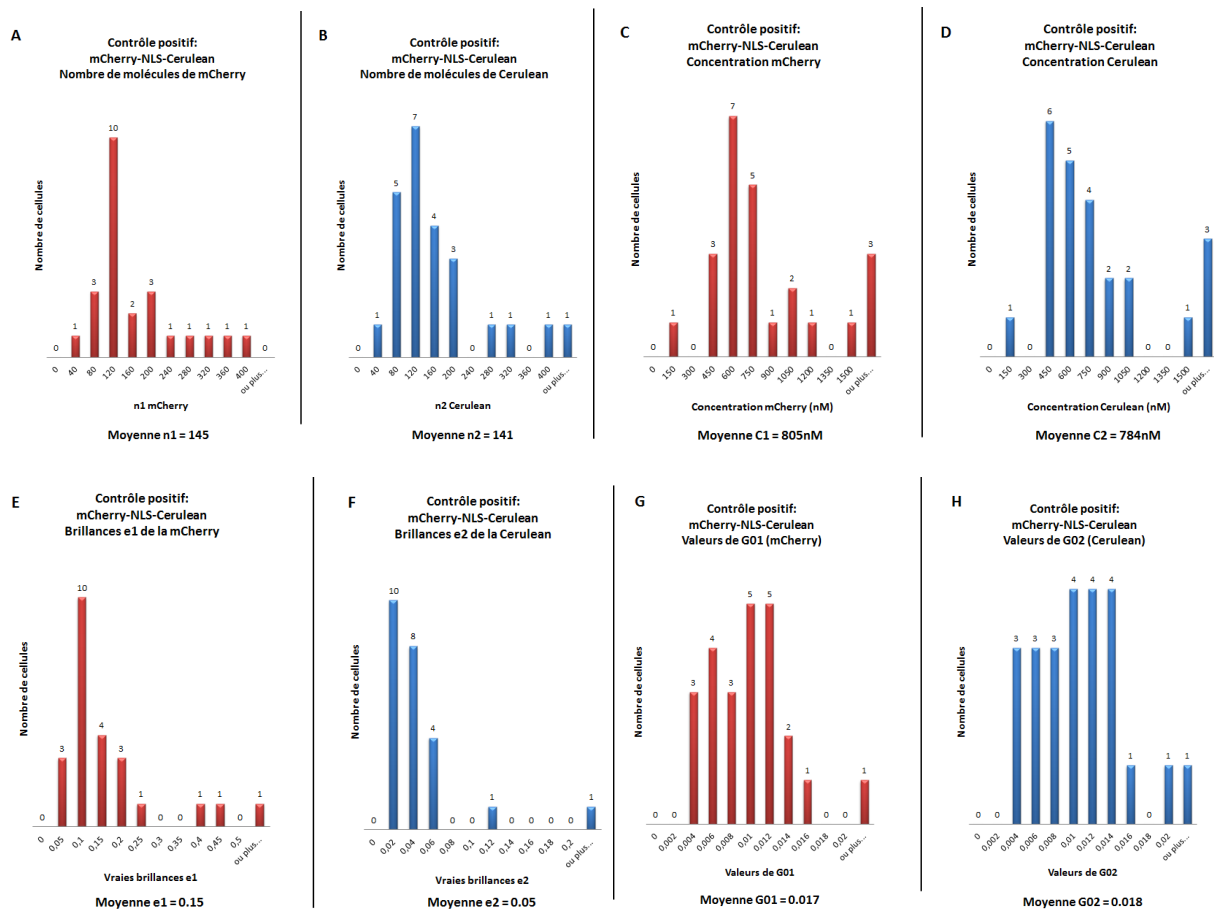 A
Contrôle positif:
mCherry-NLS-Cerulean
Nombre de molécules de mCherry
Nombre de cellules
0
1
3
10
2
3
1
1
1
1
1
0
0
40
80
120
160
200
240
280
320
360
400
ou plus...
n1 mCherry
Moyenne n1 = 145
B
Contrôle positif:
mCherry-NLS-Cerulean
Nombre de molécules de Cerulean
Nombre de cellules
0
1
5
7
4
3
0
1
1
0
1
1
0
40
80
120
160
200
240
280
320
360
400
ou plus...
n2 Cerulean
Moyenne n2 = 141
C
Contrôle positif:
mCherry-NLS-Cerulean
Concentration mCherry
Nombre de cellules
0
1
0
3
7
5
1
2
1
0
1
3
0
150
300
450
600
750
900
1050
1200
1350
1500
ou plus...
Concentration mCherry (nM)
Moyenne C1 = 805nM
D
Contrôle positif:
mCherry-NLS-Cerulean
Concentration Cerulean
Nombre de cellules
0
1
0
6
5
4
2
2
0
0
1
3
0
150
300
450
600
750
900
1050
1200
1350
1500
ou plus...
Concentration Cerulean (nM)
Moyenne C2 = 784nM
E
Contrôle positif:
mCherry-NLS-Cerulean
Brillances e1 de la mCherry
Nombre de cellules
0
3
10
4
3
1
0
0
1
1
0
1
0
0,05
0,1
0,15
0,2
0,25
0,3
0,35
0,4
0,45
0,5
ou plus...
Vraies brillances e1
Moyenne e1 = 0.15
F
Contrôle positif:
mCherry-NLS-Cerulean
Brillances e2 de la Cerulean
Nombre de cellules
0
10
8
4
0
0
1
0
0
0
0
1
0
0,02
0,04
0,06
0,08
0,1
0,12
0,14
0,16
0,18
0,2
ou plus...
Vraies brillances e2
Moyenne e2 = 0.05
G
Contrôle positif:
mCherry-NLS-Cerulean
Valeurs de G01 (mCherry)
Nombre de cellules
0
0
3
4
3
5
5
2
1
0
0
1
0
0,002
0,004
0,006
0,008
0,01
0,012
0,014
0,016
0,018
0,02
ou plus...
Valeurs de G01
Moyenne G01 = 0.017
H
Contrôle positif:
mCherry-NLS-Cerulean
Valeurs de G02 (Cerulean)
Nombre de cellules
0
0
3
3
3
4
4
4
1
0
1
1
0
0,002
0,004
0,006
0,008
0,01
0,012
0,014
0,016
0,018
0,02
ou plus...
Valeurs de G02
Moyenne G02 = 0.018